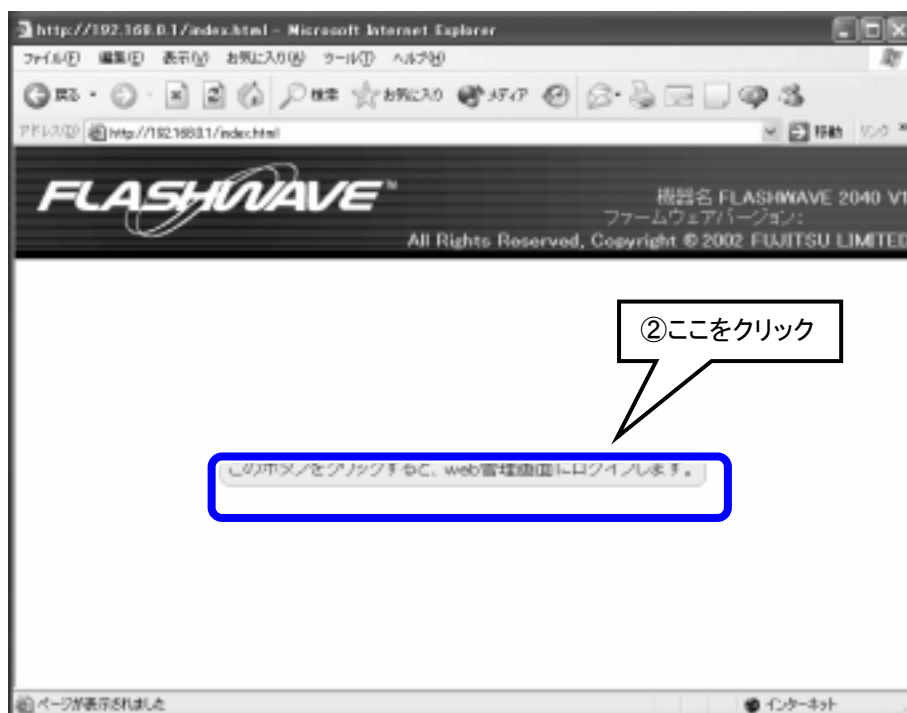 http://192.168.0.1/index.html - Microsoft Internet Explorer
ファイル(F) 編集(E) 表示(V) お気に入り(A) ツール(T) ヘルプ(H)
戻る 検索 お気に入り メディア
アドレス(D) http://192.168.0.1/index.html 移動 リンク
FLASHWAVE™
機器名 FLASHWAVE 2040 V1
ファームウェアバージョン:
All Rights Reserved, Copyright © 2002 FUJITSU LIMITED
②ここをクリック
このボタンをクリックすると、web管理画面にログインします。
ページが表示されました インターネット